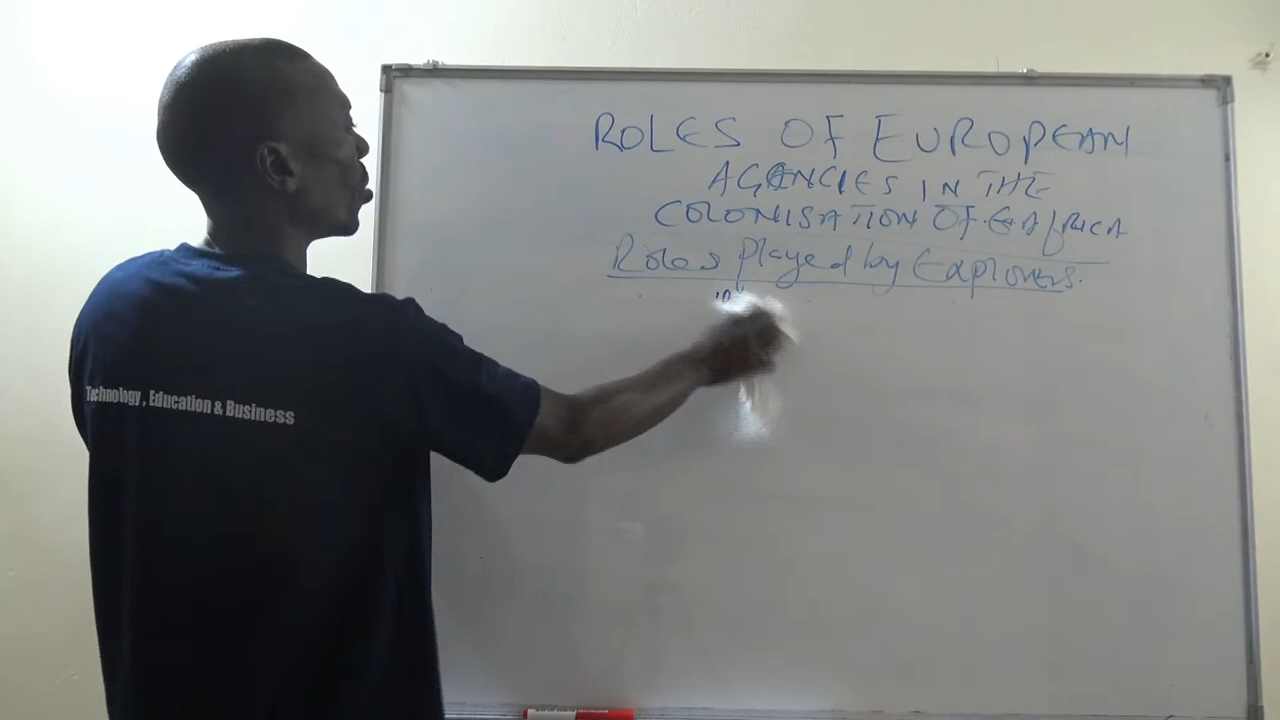 ROLES OF EUROPEAN
AGENCIES IN THE
COLONISATION OF E.AfRICA
Roles played by Explorers.
Technology, Education & Business